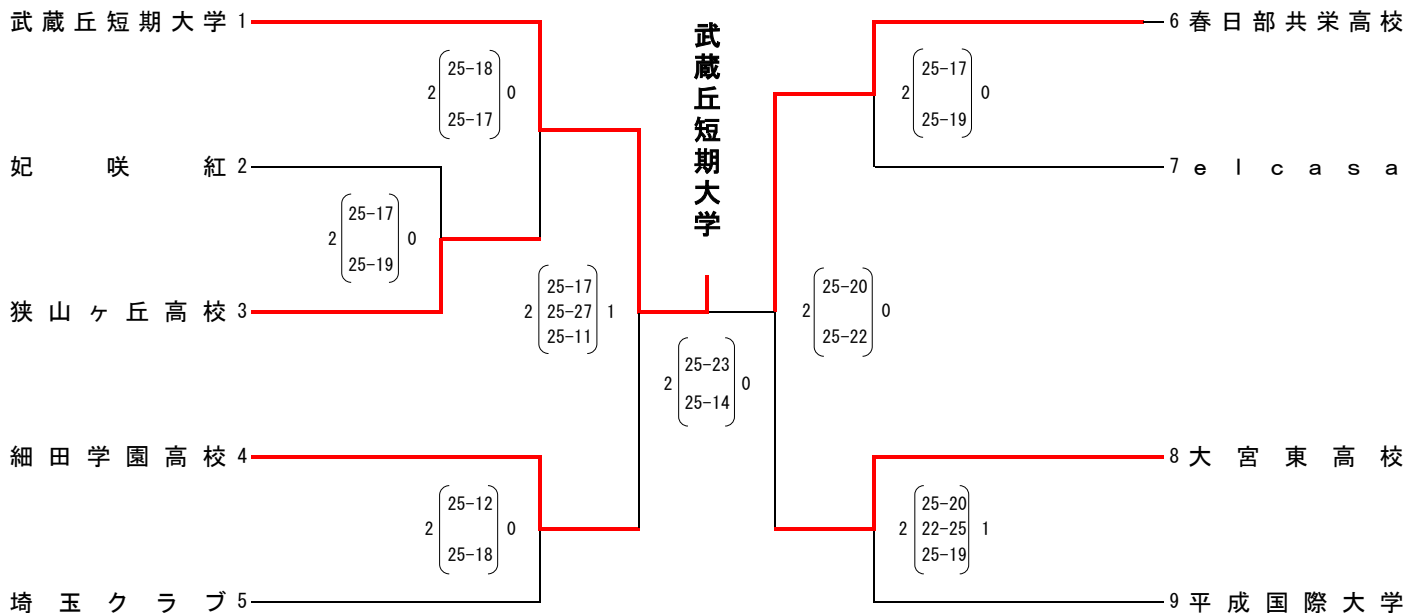 武蔵丘短期大学 1
25-18
2 0
25-17
妃咲紅 2
25-17
2 0
25-19
狭山ヶ丘高校 3
25-17
2 25-27 1
25-11
細田学園高校 4
25-12
2 0
25-18
埼玉クラブ 5
武蔵丘短期大学
25-23
2 0
25-14
6 春日部共栄高校
25-17
2 0
25-19
7 elcasa
25-20
2 0
25-22
8 大宮東高校
25-20
2 22-25 1
25-19
9 平成国際大学